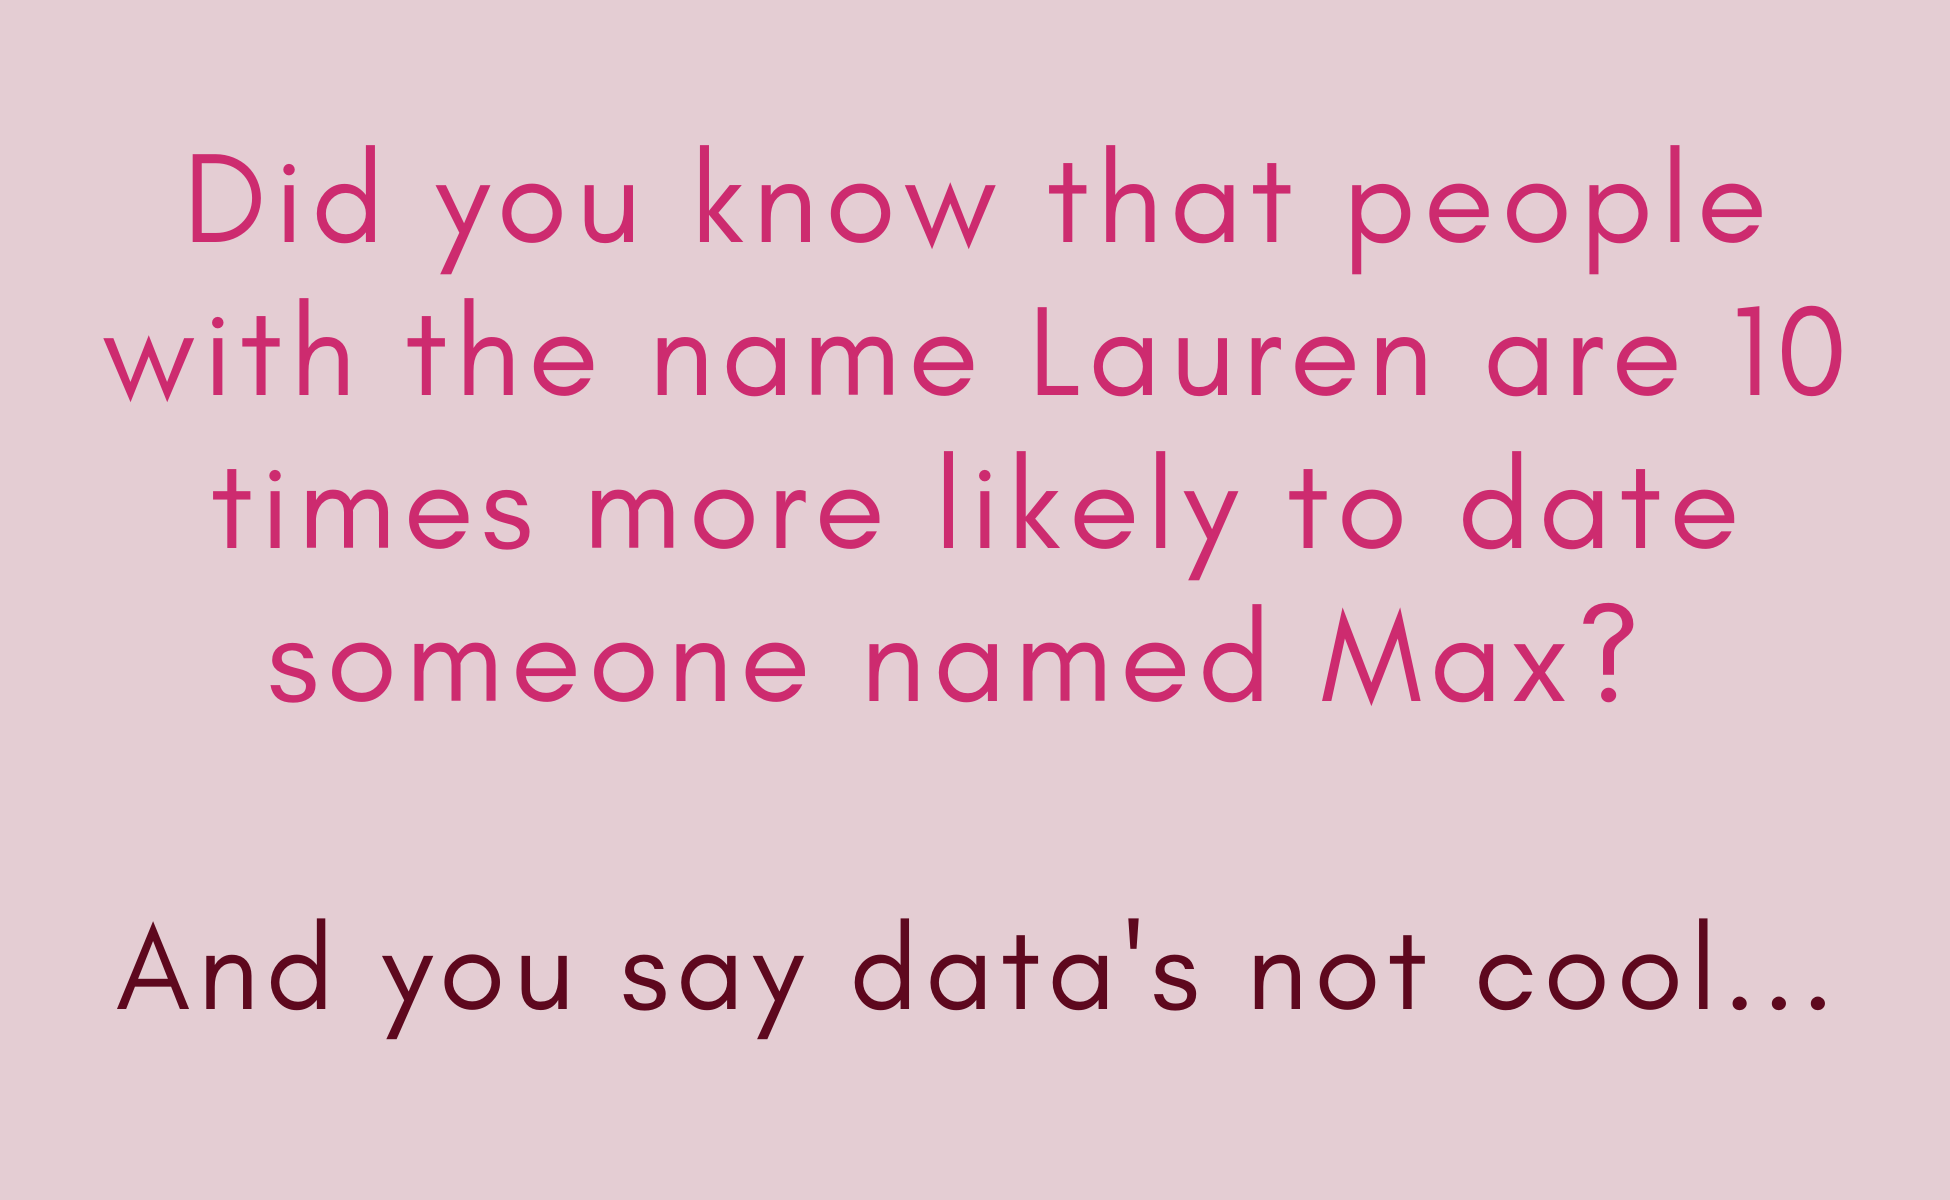 Did you know that people
with the name Lauren are 10
times more likely to date
someone named Max?
And you say data's not cool...